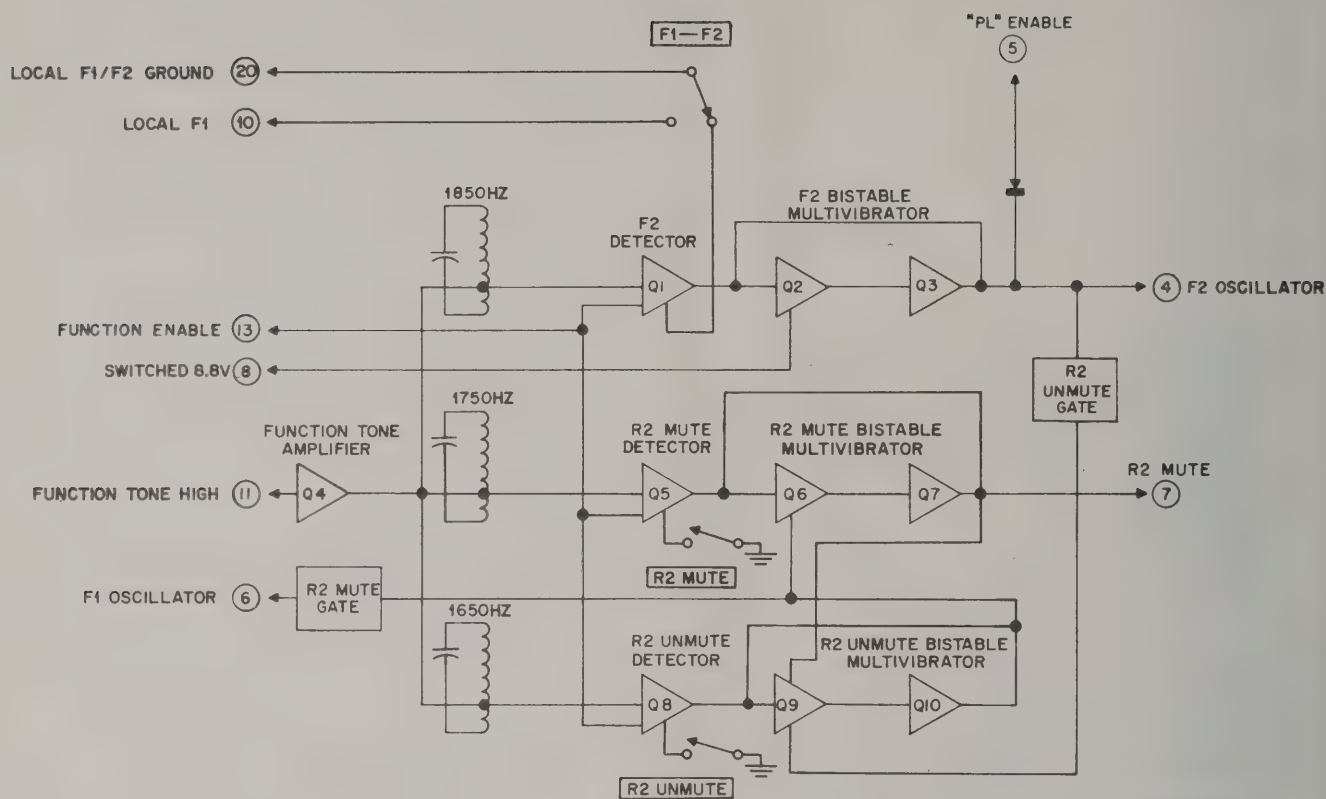 "PL" ENABLE
5
F1—F2
LOCAL F1/F2 GROUND 20
LOCAL F1 10
1850HZ
F2 BISTABLE
MULTIVIBRATOR
F2
DETECTOR
Q1
Q2
Q3
4 F2 OSCILLATOR
FUNCTION ENABLE 13
SWITCHED 8.8V 8
R2
UNMUTE
GATE
1750HZ
FUNCTION TONE
AMPLIFIER
R2 MUTE
DETECTOR
R2 MUTE BISTABLE
MULTIVIBRATOR
R2 MUTE
7
FUNCTION TONE HIGH 11
Q4
Q5
Q6
Q7
R2 MUTE
F1 OSCILLATOR 6
R2 MUTE
GATE
1650HZ
R2 UNMUTE
DETECTOR
R2 UNMUTE BISTABLE
MULTIVIBRATOR
Q8
Q9
Q10
R2 UNMUTE